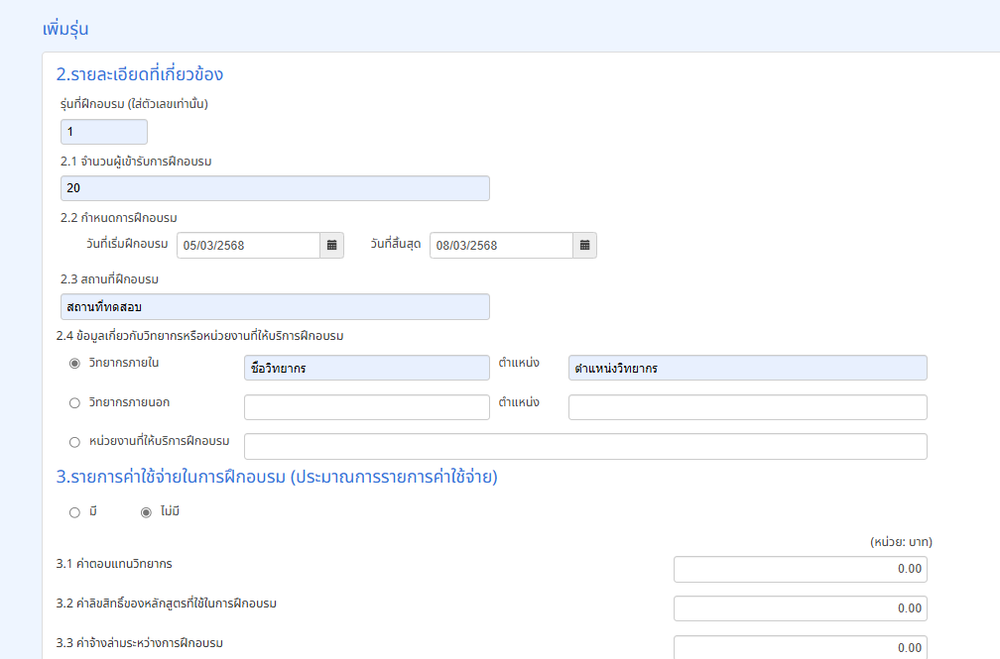 เพิ่มรุ่น
2.รายละเอียดที่เกี่ยวข้อง
รุ่นที่ฝึกอบรม (ใส่ตัวเลขเท่านั้น)
1
2.1 จำนวนผู้เข้ารับการฝึกอบรม
20
2.2 กำหนดการฝึกอบรม
วันที่เริ่มฝึกอบรม 05/03/2568 วันที่สิ้นสุด 08/03/2568
2.3 สถานที่ฝึกอบรม
สถานที่ทดสอบ
2.4 ข้อมูลเกี่ยวกับวิทยากรหรือหน่วยงานที่ให้บริการฝึกอบรม
วิทยากรภายใน ชื่อวิทยากร ตำแหน่ง ตำแหน่งวิทยากร
วิทยากรภายนอก ตำแหน่ง
หน่วยงานที่ให้บริการฝึกอบรม
3.รายการค่าใช้จ่ายในการฝึกอบรม (ประมาณการรายการค่าใช้จ่าย)
มี ไม่มี
(หน่วย: บาท)
3.1 ค่าตอบแทนวิทยากร 0.00
3.2 ค่าลิขสิทธิ์ของหลักสูตรที่ใช้ในการฝึกอบรม 0.00
3.3 ค่าจ้างล่ามระหว่างการฝึกอบรม 0.00